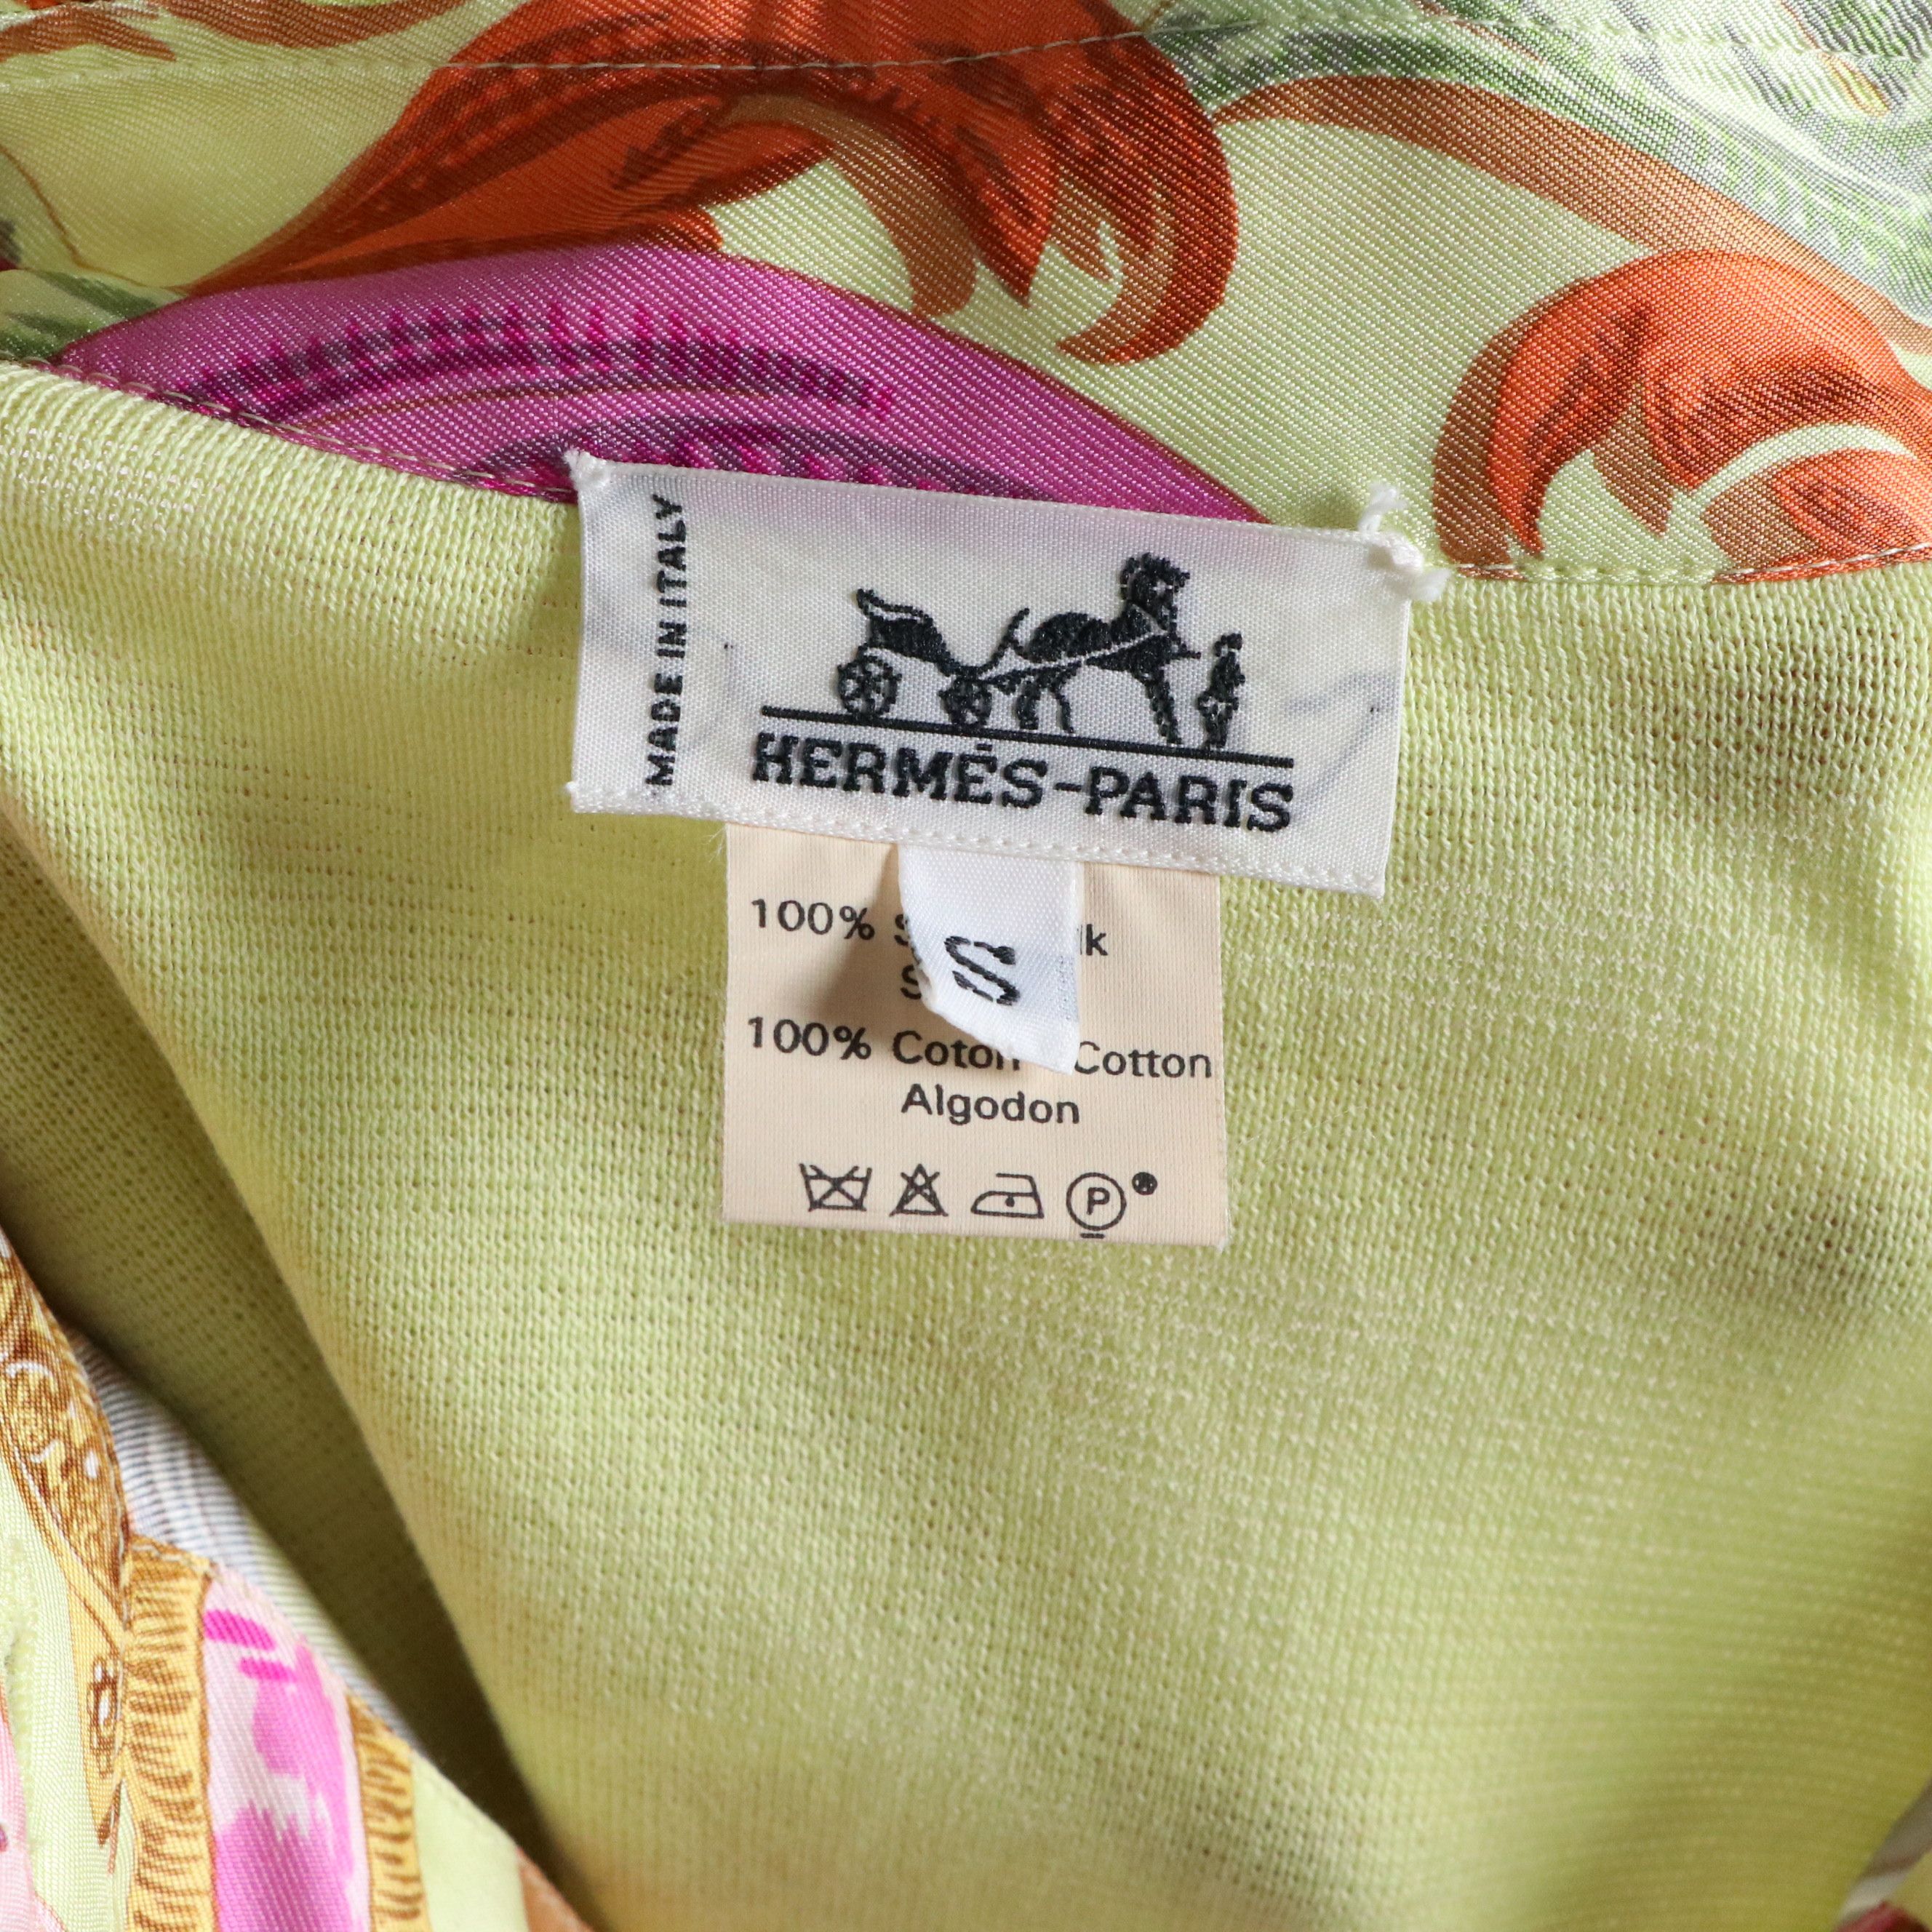 MADE IN ITALY
HERMÈS-PARIS
S
100%
100% Coton Cotton
Algodon
P